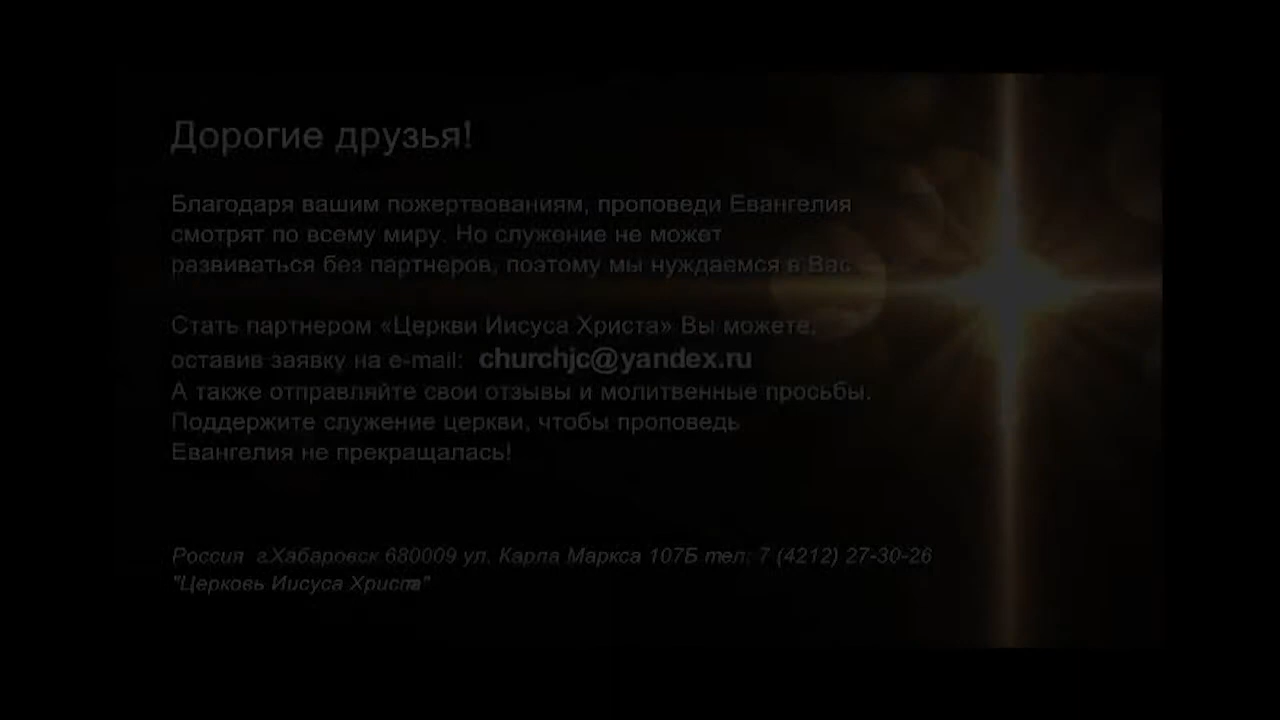 Дорогие друзья!
Благодаря вашим пожертвованиям, проповеди Евангелия
смотрят по всему миру. Но служение не может
развиваться без партнеров, поэтому мы нуждаемся в Вас
Стать партнером «Церкви Иисуса Христа» Вы можете,
оставив заявку на e-mail: churchjc@yandex.ru
А также отправляйте свои отзывы и молитвенные просьбы.
Поддержите служение церкви, чтобы проповедь
Евангелия не прекращалась!
Россия г.Хабаровск 680009 ул. Карла Маркса 107Б тел: 7 (4212) 27-30-26
"Церковь Иисуса Христа"